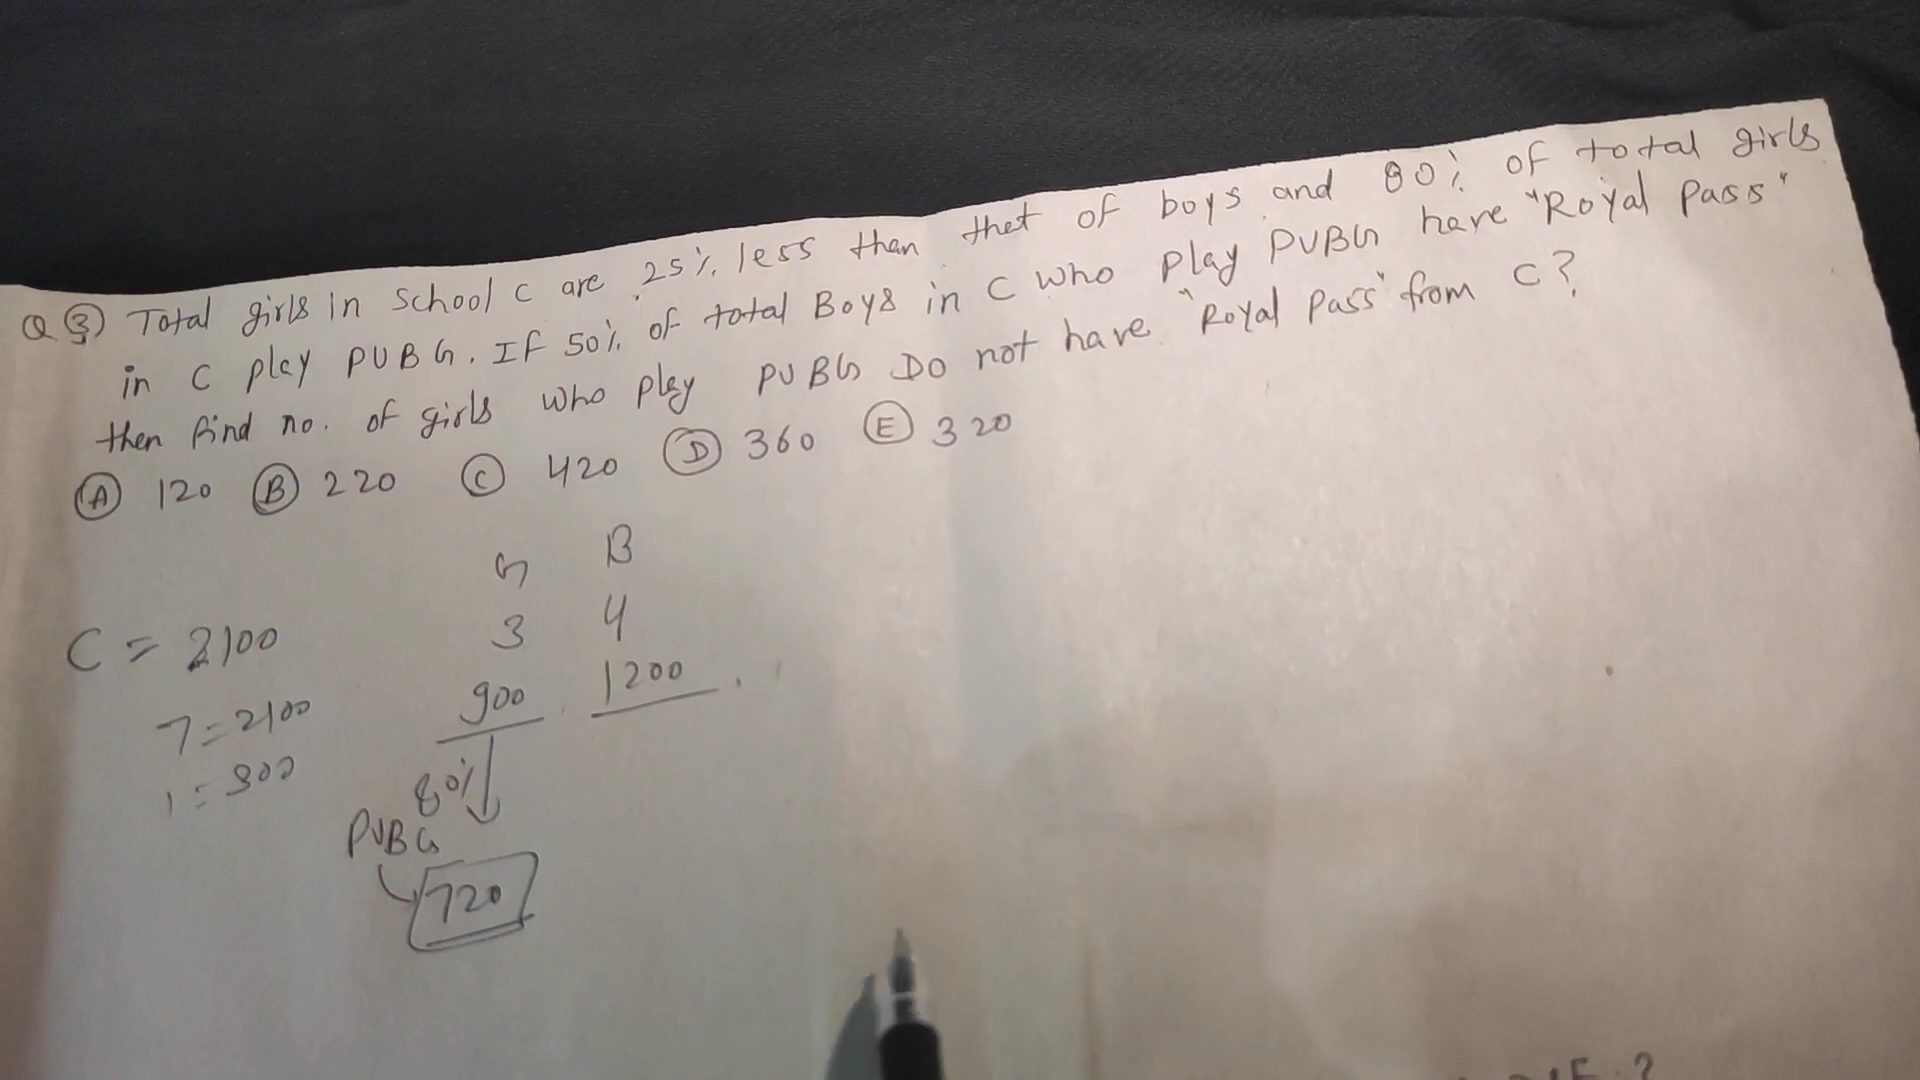 Q ③) Total girls in school C are 25% less than thet of boys and 80% of total girls
in C play PUBG. If 50% of total Boys in C who play PUBG have "Royal Pass"
then find no. of girls who play PUBG Do not have "Royal Pass" from C?
Ⓐ 120 Ⓑ 220 Ⓒ 420 Ⓓ 360 Ⓔ 320
G B
C = 2100 3 4
7 = 2100 900 1200
1 = 300
80%
PUBG
720